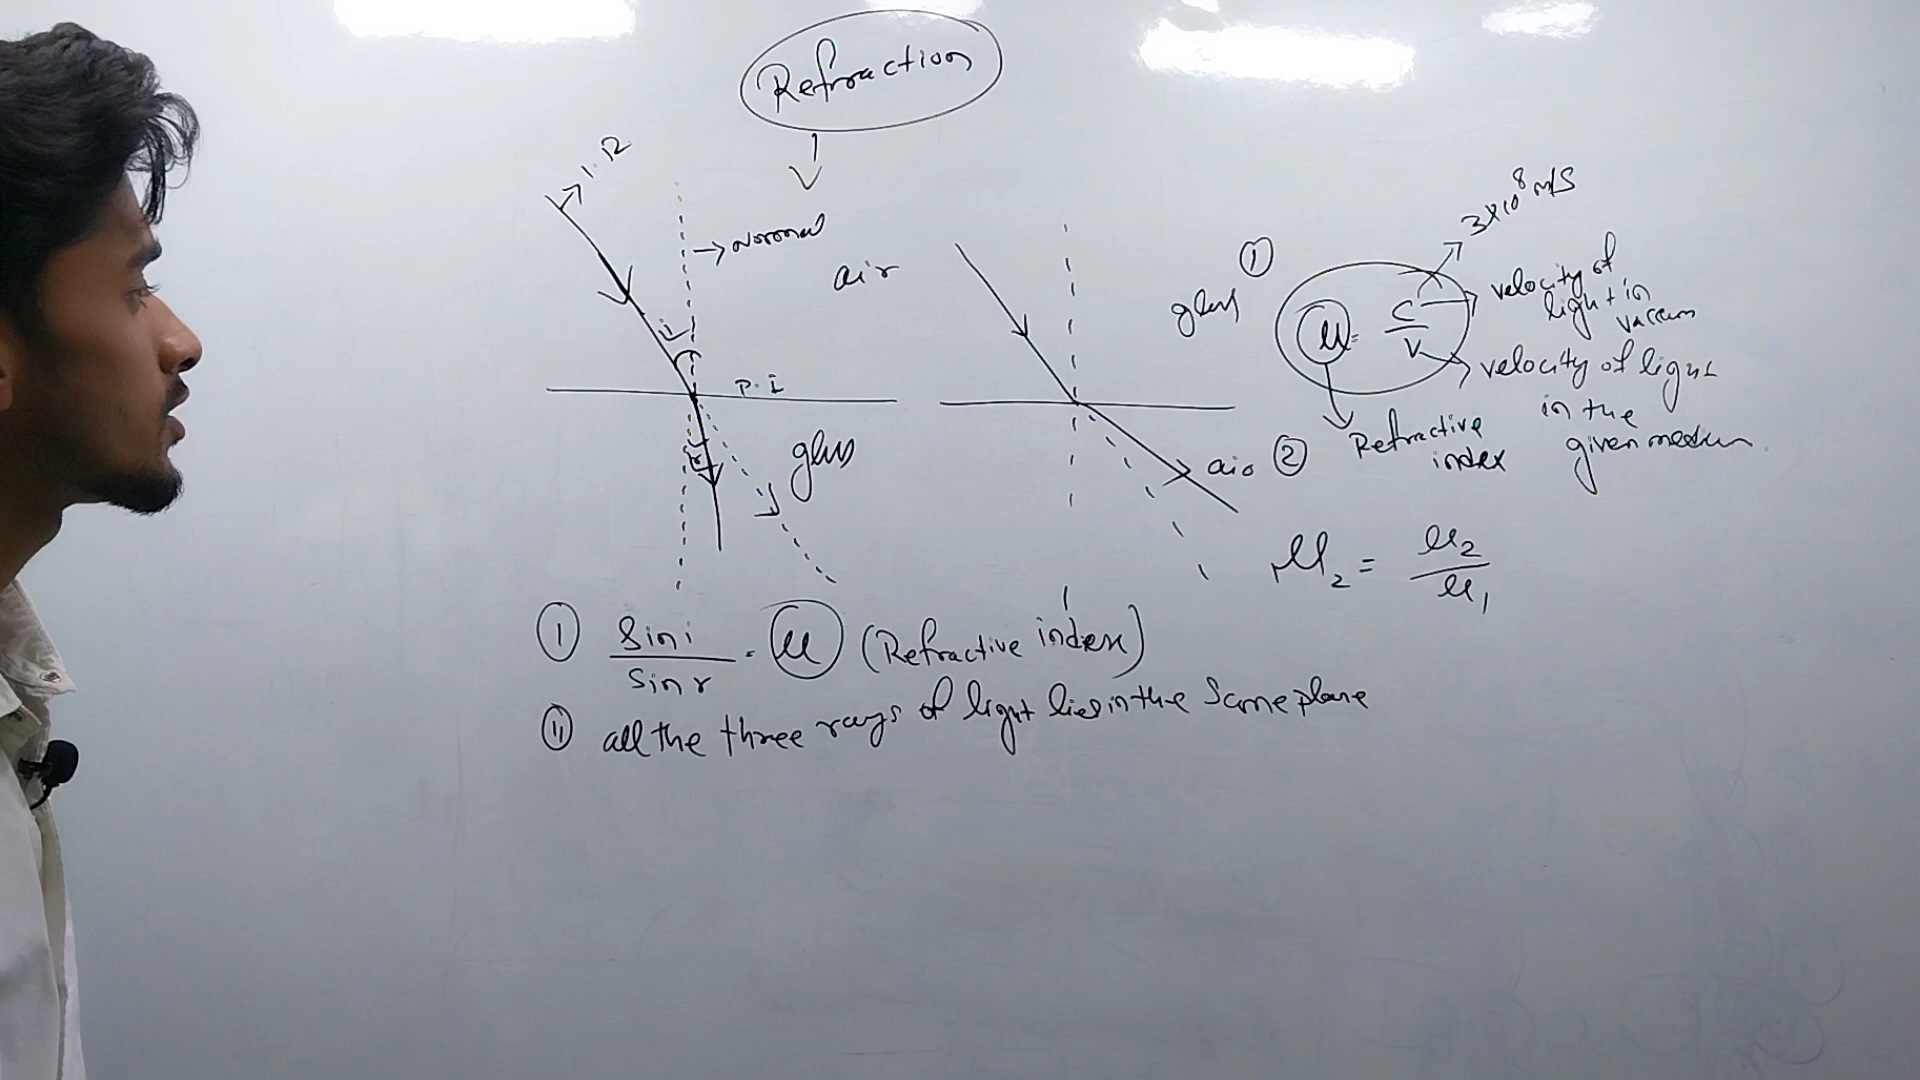 Refraction
I.R
→ Normal
air
i
P.I
r
glass
glass ①
air ②
μ = C/V
3×10⁸ m/s
velocity of
light in
vaccum
velocity of light
in the
given medium
Refractive
index
₁μ₂ = μ₂/μ₁
① Sin i / Sin r = μ (Refractive index)
⑪ all the three rays of light lies in the Same plane